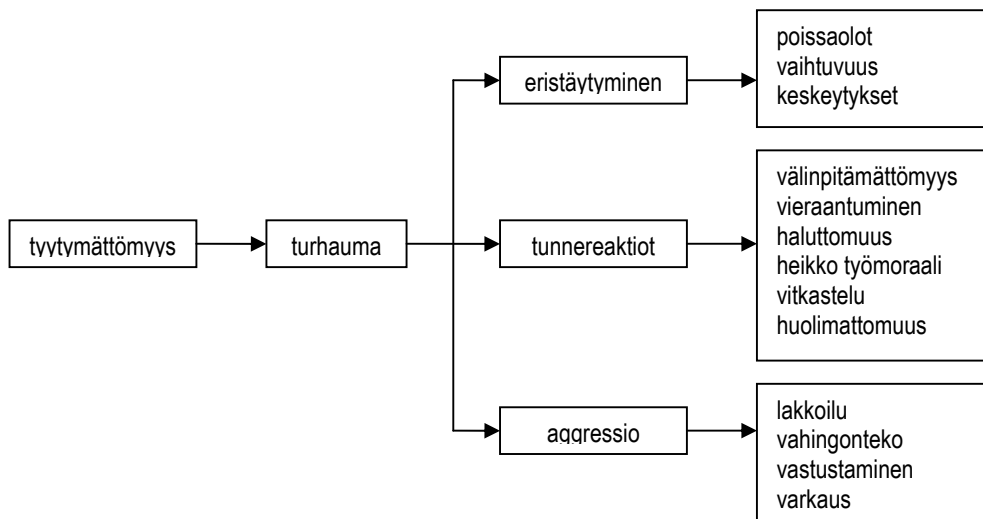 tyytymättömyys
turhauma
eristäytyminen
poissaolot
vaihtuvuus
keskeytykset
tunnereaktiot
välinpitämättömyys
vieraantuminen
haluttomuus
heikko työmoraali
vitkastelu
huolimattomuus
aggressio
lakkoilu
vahingonteko
vastustaminen
varkaus